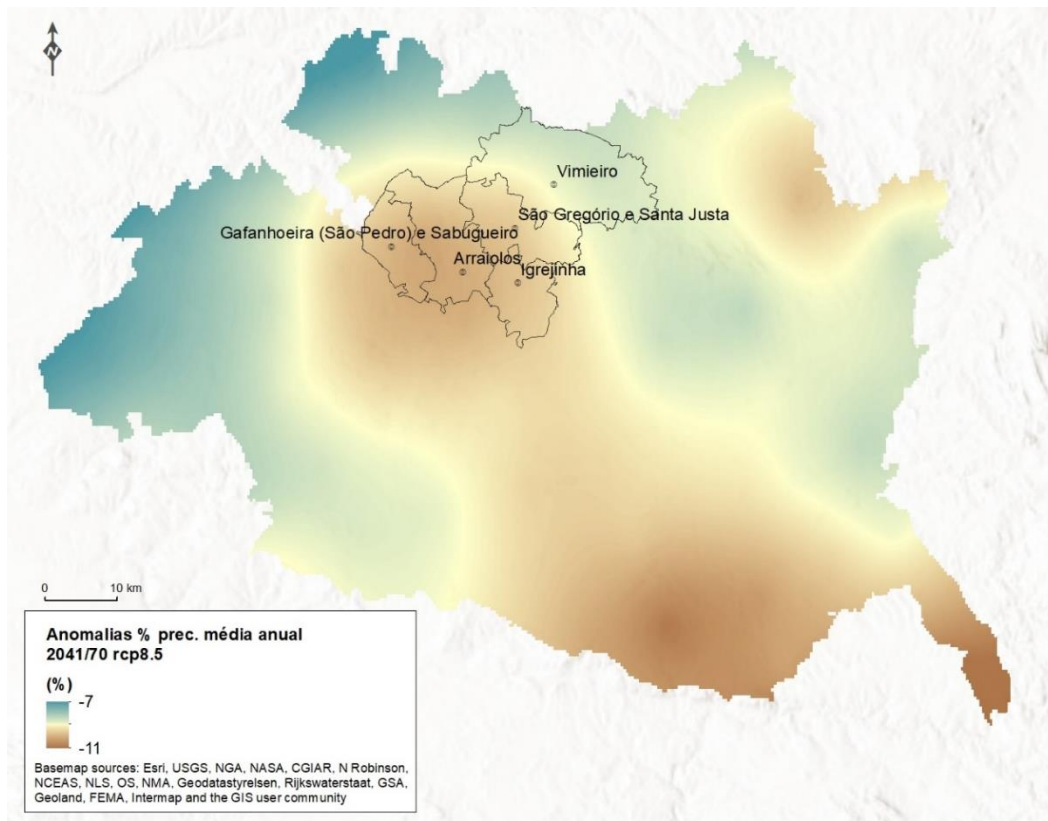 N
Vimieiro
São Gregório e Santa Justa
Gafanhoeira (São Pedro) e Sabugueiro
Arraiolos
Igrejinha
0 10 km
Anomalias % prec. média anual
2041/70 rcp8.5
(%)
-7
-11
Basemap sources: Esri, USGS, NGA, NASA, CGIAR, N Robinson,
NCEAS, NLS, OS, NMA, Geodatastyrelsen, Rijkswaterstaat, GSA,
Geoland, FEMA, Intermap and the GIS user community